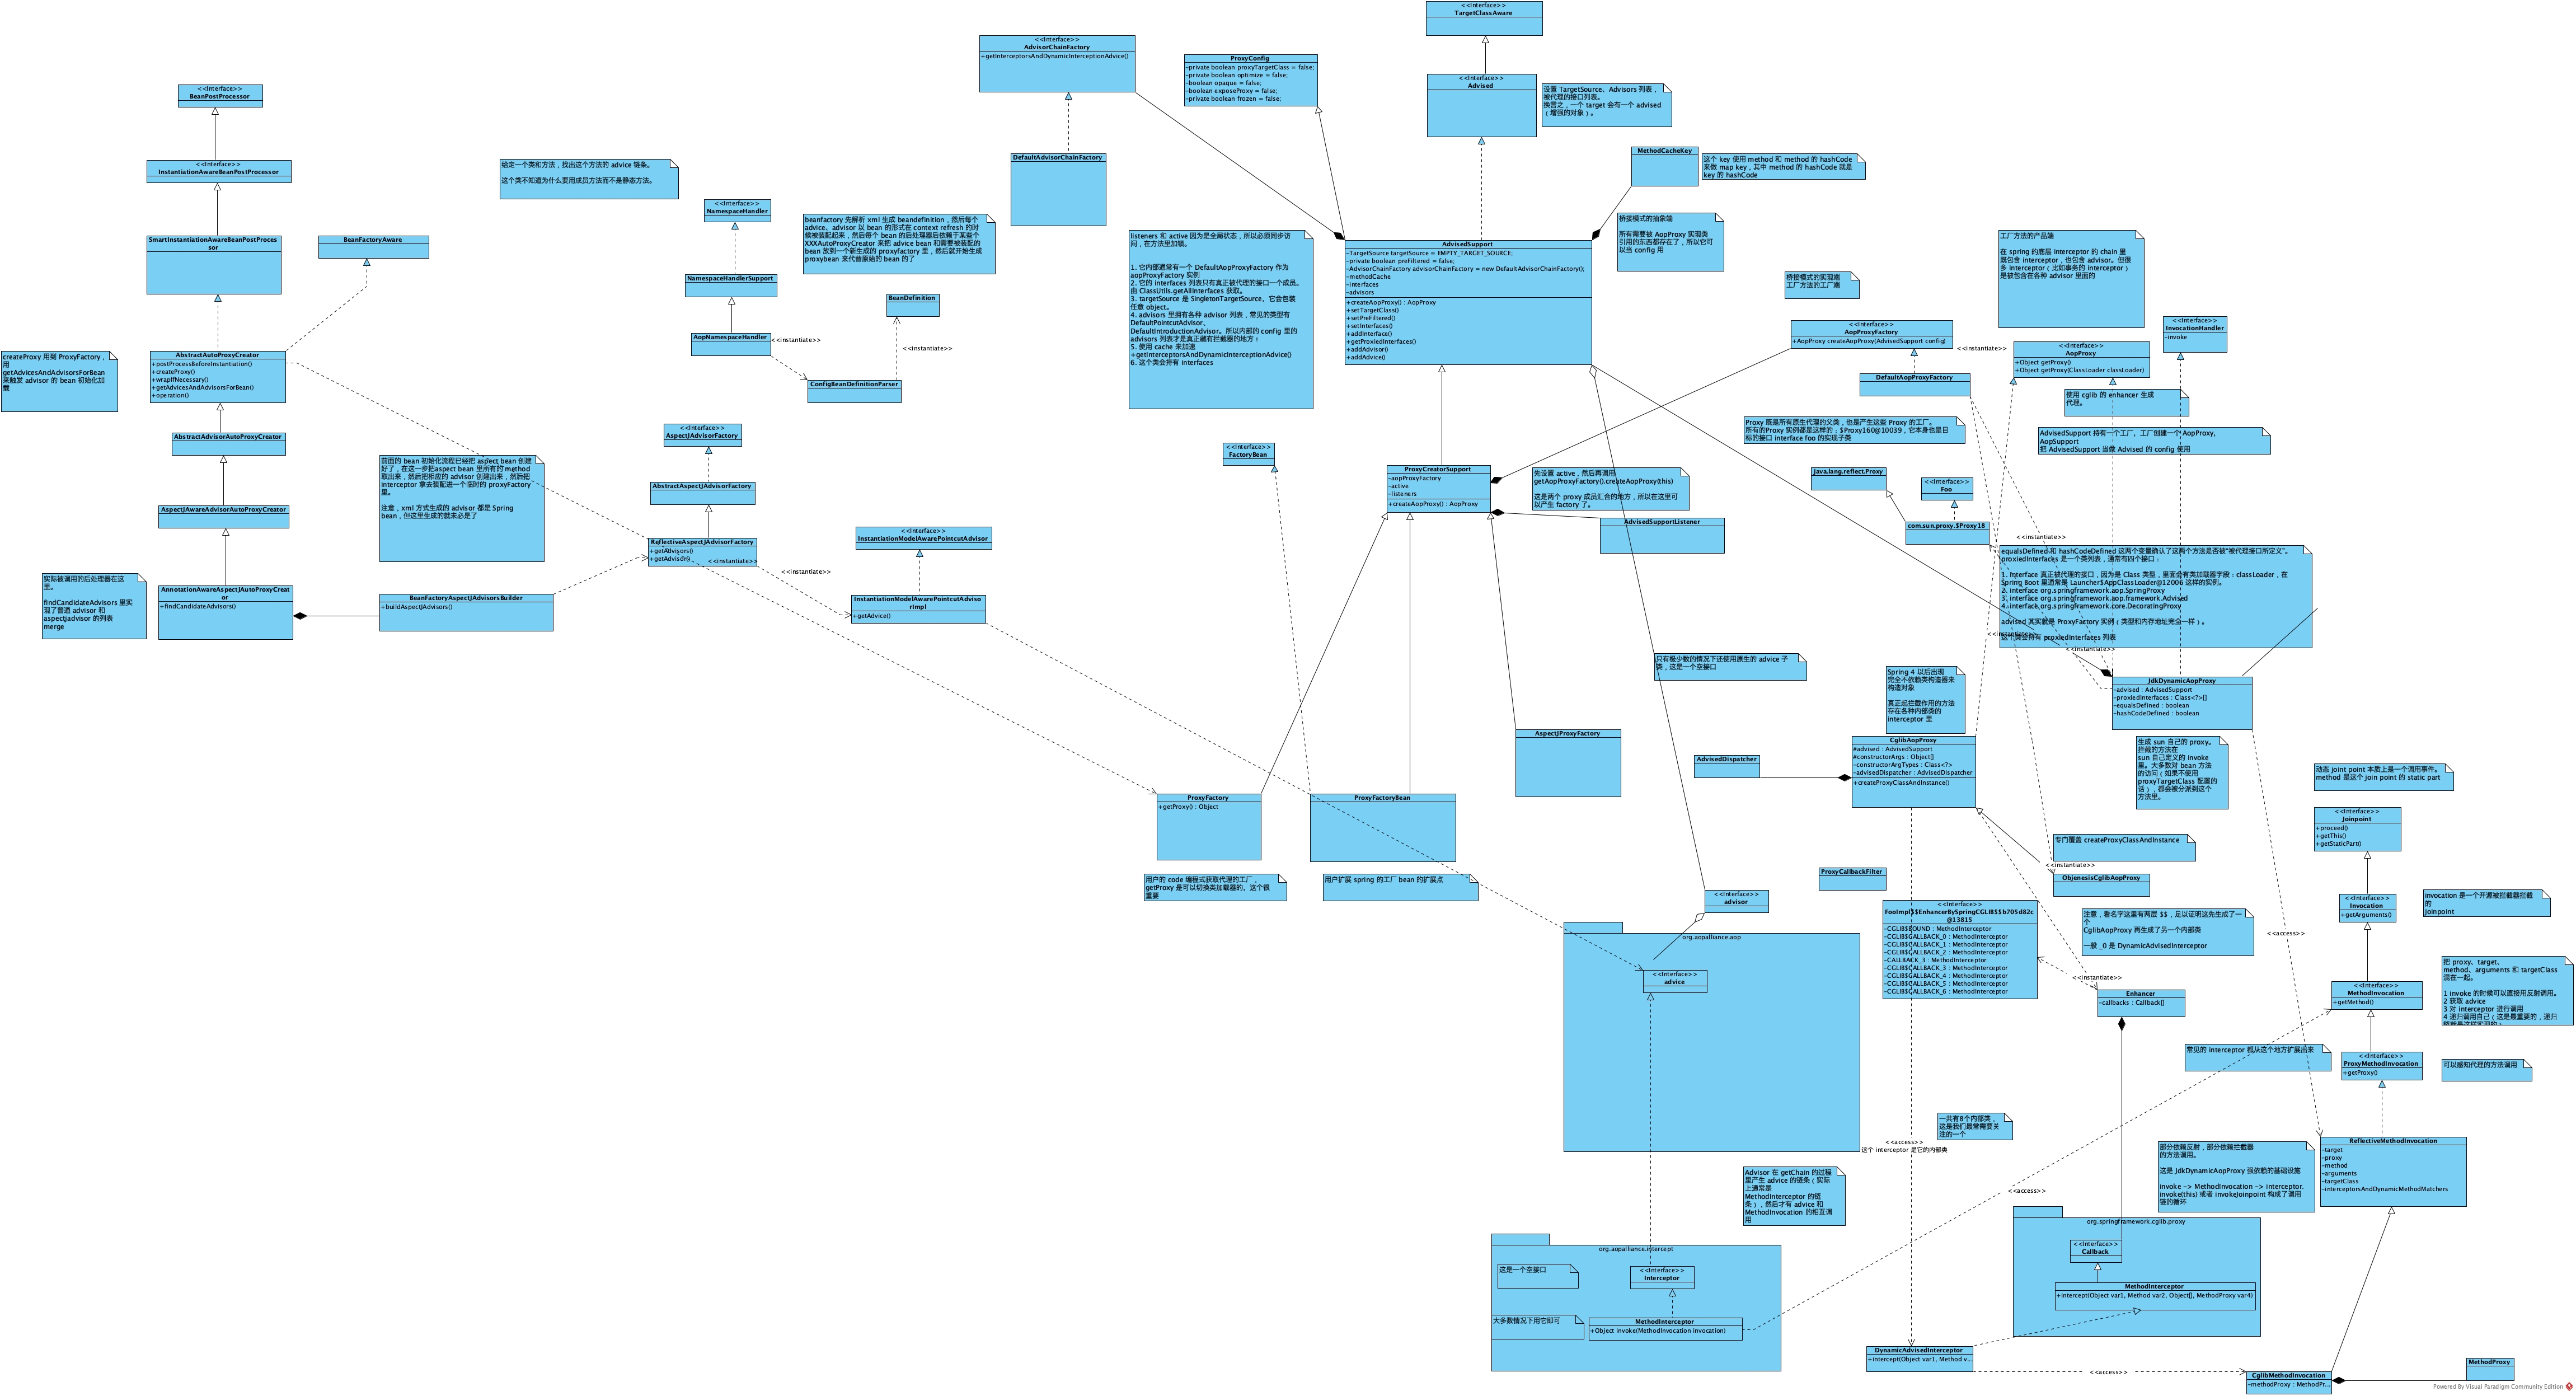 <<Interface>>
TargetClassAware
<<Interface>>
AdvisorChainFactory
+getInterceptorsAndDynamicInterceptionAdvice()
ProxyConfig
-private boolean proxyTargetClass = false;
-private boolean optimize = false;
-boolean opaque = false;
-boolean exposeProxy = false;
-private boolean frozen = false;
<<Interface>>
Advised
设置 TargetSource、Advisors 列表，
被代理的接口列表。
换言之，一个 target 会有一个 advised
（增强的对象）。
<<Interface>>
BeanPostProcessor
<<Interface>>
InstantiationAwareBeanPostProcessor
给定一个类和方法，找出这个方法的 advice 链条。
这个类不知道为什么要用成员方法而不是静态方法。
DefaultAdvisorChainFactory
MethodCacheKey
这个 key 使用 method 和 method 的 hashCode
来做 map key，其中 method 的 hashCode 就是
key 的 hashCode
<<Interface>>
NamespaceHandler
beanfactory 先解析 xml 生成 beandefinition，然后每个
advice、advisor 以 bean 的形式在 context refresh 的时
候被装配起来，然后每个 bean 的后处理器后依赖于某些个
XXXAutoProxyCreator 来把 advice bean 和需要被装配的
bean 放到一个新生成的 proxyfactory 里，然后就开始生成
proxybean 来代替原始的 bean 的了
SmartInstantiationAwareBeanPostProces
sor
BeanFactoryAware
listeners 和 active 因为是全局状态，所以必须同步访
问，在方法里加锁。
1. 它内部通常有一个 DefaultAopProxyFactory 作为
aopProxyFactory 实例
2. 它的 interfaces 列表只有真正被代理的接口一个成员。
由 ClassUtils.getAllInterfaces 获取。
3. targetSource 是 SingletonTargetSource，它会包装
任意 object。
4. advisors 里拥有各种 advisor 列表，常见的类型有
DefaultPointcutAdvisor、
DefaultIntroductionAdvisor。所以内部的 config 里的
advisors 列表才是真正藏有拦截器的地方！
5. 使用 cache 来加速
+getInterceptorsAndDynamicInterceptionAdvice()
6. 这个类会持有 interfaces
AdvisedSupport
-TargetSource targetSource = EMPTY_TARGET_SOURCE;
-private boolean preFiltered = false;
-AdvisorChainFactory advisorChainFactory = new DefaultAdvisorChainFactory();
-methodCache
-interfaces
-advisors
+createAopProxy() : AopProxy
+setTargetClass()
+setPreFiltered()
+setInterfaces()
+addInterface()
+getProxiedInterfaces()
+addAdvisor()
+addAdvice()
桥接模式的抽象端
所有需要被 AopProxy 实现类
引用的东西都存在了，所以它可
以当 config 用
工厂方法的产品端
在 spring 的底层 interceptor 的 chain 里
既包含 interceptor，也包含 advisor。但很
多 interceptor（比如事务的 interceptor）
是被包含在各种 advisor 里面的
NamespaceHandlerSupport
BeanDefinition
桥接模式的实现端
工厂方法的工厂端
AopNamespaceHandler
<<instantiate>>
<<instantiate>>
ConfigBeanDefinitionParser
<<Interface>>
AopProxyFactory
+AopProxy createAopProxy(AdvisedSupport config)
<<Interface>>
InvocationHandler
-invoke
<<Interface>>
AopProxy
+Object getProxy()
+Object getProxy(ClassLoader classLoader)
<<instantiate>>
createProxy 用到 ProxyFactory，
用
getAdvicesAndAdvisorsForBean
来触发 advisor 的 bean 初始化加
载
AbstractAutoProxyCreator
+postProcessBeforeInstantiation()
+createProxy()
+wrapIfNecessary()
+getAdvicesAndAdvisorsForBean()
+operation()
DefaultAopProxyFactory
使用 cglib 的 enhancer 生成
代理。
Proxy 既是所有原生代理的父类，也是产生这些 Proxy 的工厂。
所有的Proxy 实例都是这样的：$Proxy160@10039，它本身也是目
标的接口 interface foo 的实现子类
AdvisedSupport 持有一个工厂，工厂创建一个 AopProxy，
AopSupport
把 AdvisedSupport 当做 Advised 的 config 使用
AbstractAdvisorAutoProxyCreator
<<Interface>>
AspectJAdvisorFactory
<<Interface>>
FactoryBean
前面的 bean 初始化流程已经把 aspect bean 创建
好了，在这一步把aspect bean 里所有的 method
取出来，然后把相应的 advisor 创建出来，然后把
interceptor 拿去装配进一个临时的 proxyFactory
里。
注意，xml 方式生成的 advisor 都是 Spring
bean，但这里生成的就未必是了
ProxyCreatorSupport
-aopProxyFactory
-active
-listeners
+createAopProxy() : AopProxy
先设置 active，然后再调用
getAopProxyFactory().createAopProxy(this)
这是两个 proxy 成员汇合的地方，所以在这里可
以产生 factory 了。
java.lang.reflect.Proxy
<<Interface>>
Foo
AbstractAspectJAdvisorFactory
AspectJAwareAdvisorAutoProxyCreator
AdvisedSupportListener
com.sun.proxy.$Proxy18
<<instantiate>>
<<Interface>>
InstantiationModelAwarePointcutAdvisor
ReflectiveAspectJAdvisorFactory
+getAdvisors()
+getAdvisor()
<<instantiate>>
<<instantiate>>
equalsDefined 和 hashCodeDefined 这两个变量确认了这两个方法是否被“被代理接口所定义”。
proxiedInterfaces 是一个类列表，通常有四个接口：
1. interface 真正被代理的接口，因为是 Class 类型，里面会有类加载器字段：classLoader，在
Spring Boot 里通常是 Launcher$AppClassLoader@12006 这样的实例。
2. interface org.springframework.aop.SpringProxy
3. interface org.springframework.aop.framework.Advised
4. interface org.springframework.core.DecoratingProxy
advised 其实就是 ProxyFactory 实例（类型和内存地址完全一样）。
这个类会持有 proxiedInterfaces 列表
<<instantiate>>
<<instantiate>>
实际被调用的后处理器在这
里。
findCandidateAdvisors 里实
现了普通 advisor 和
aspectjadvisor 的列表
merge
AnnotationAwareAspectJAutoProxyCreat
or
+findCandidateAdvisors()
BeanFactoryAspectJAdvisorsBuilder
+buildAspectJAdvisors()
InstantiationModelAwarePointcutAdviso
rImpl
+getAdvice()
只有极少数的情况下还使用原生的 advice 子
类，这是一个空接口
Spring 4 以后出现
完全不依赖类构造器来
构造对象
真正起拦截作用的方法
存在各种内部类的
interceptor 里
JdkDynamicAopProxy
-advised : AdvisedSupport
-proxiedInterfaces : Class<?>[]
-equalsDefined : boolean
-hashCodeDefined : boolean
AspectJProxyFactory
CglibAopProxy
#advised : AdvisedSupport
#constructorArgs : Object[]
-constructorArgTypes : Class<?>
-advisedDispatcher : AdvisedDispatcher
+createProxyClassAndInstance()
AdvisedDispatcher
生成 sun 自己的 proxy。
拦截的方法在
sun 自己定义的 invoke
里。大多数对 bean 方法
的访问（如果不使用
proxyTargetClass 配置的
话），都会被分派到这个
方法里。
动态 joint point 本质上是一个调用事件。
method 是这个 join point 的 static part
ProxyFactory
+getProxy() : Object
ProxyFactoryBean
<<Interface>>
Joinpoint
+proceed()
+getThis()
+getStaticPart()
专门覆盖 createProxyClassAndInstance
<<instantiate>>
ObjenesisCglibAopProxy
用户的 code 编程式获取代理的工厂，
getProxy 是可以切换类加载器的，这个很
重要
用户扩展 spring 的工厂 bean 的扩展点
ProxyCallbackFilter
<<Interface>>
advisor
<<Interface>>
Invocation
+getArguments()
invocation 是一个开源被拦截器拦截
的
joinpoint
<<Interface>>
FooImpl$$EnhancerBySpringCGLIB$$b705d82c
@13815
-CGLIB$BOUND : MethodInterceptor
-CGLIB$CALLBACK_0 : MethodInterceptor
-CGLIB$CALLBACK_1 : MethodInterceptor
-CGLIB$CALLBACK_2 : MethodInterceptor
-CALLBACK_3 : MethodInterceptor
-CGLIB$CALLBACK_3 : MethodInterceptor
-CGLIB$CALLBACK_4 : MethodInterceptor
-CGLIB$CALLBACK_5 : MethodInterceptor
-CGLIB$CALLBACK_6 : MethodInterceptor
注意，看名字这里有两层 $$，足以证明这先生成了一
个
CglibAopProxy 再生成了另一个内部类
一般 _0 是 DynamicAdvisedInterceptor
<<access>>
org.aopalliance.aop
<<Interface>>
advice
<<instantiate>>
Enhancer
-callbacks : Callback[]
<<Interface>>
MethodInvocation
+getMethod()
把 proxy、target、
method、arguments 和 targetClass
混在一起。
1 invoke 的时候可以直接用反射调用。
2 获取 advice
3 对 interceptor 进行调用
4 递归调用自己（这是最重要的，递归
常见的 interceptor 都从这个地方扩展出来
<<Interface>>
ProxyMethodInvocation
+getProxy()
可以感知代理的方法调用
一共有8个内部类，
这是我们最常需要关
注的一个
<<access>>
这个 interceptor 是它的内部类
部分依赖反射，部分依赖拦截器
的方法调用。
这是 JdkDynamicAopProxy 强依赖的基础设施
invoke -> MethodInvocation -> interceptor.
invoke(this) 或者 invokeJoinpoint 构成了调用
链的循环
ReflectiveMethodInvocation
-target
-proxy
-method
-arguments
-targetClass
-interceptorsAndDynamicMethodMatchers
Advisor 在 getChain 的过程
里产生 advice 的链条（实际
上通常是
MethodInterceptor 的链
条），然后才有 advice 和
MethodInvocation 的相互调
用
<<access>>
org.springframework.cglib.proxy
<<Interface>>
Callback
MethodInterceptor
+intercept(Object var1, Method var2, Object[], MethodProxy var4)
org.aopalliance.intercept
这是一个空接口
<<Interface>>
Interceptor
大多数情况下用它即可
MethodInterceptor
+Object invoke(MethodInvocation invocation)
DynamicAdvisedInterceptor
+intercept(Object var1, Method v...
<<access>>
CglibMethodInvocation
-methodProxy : MethodPr...
MethodProxy
Powered By Visual Paradigm Community Edition